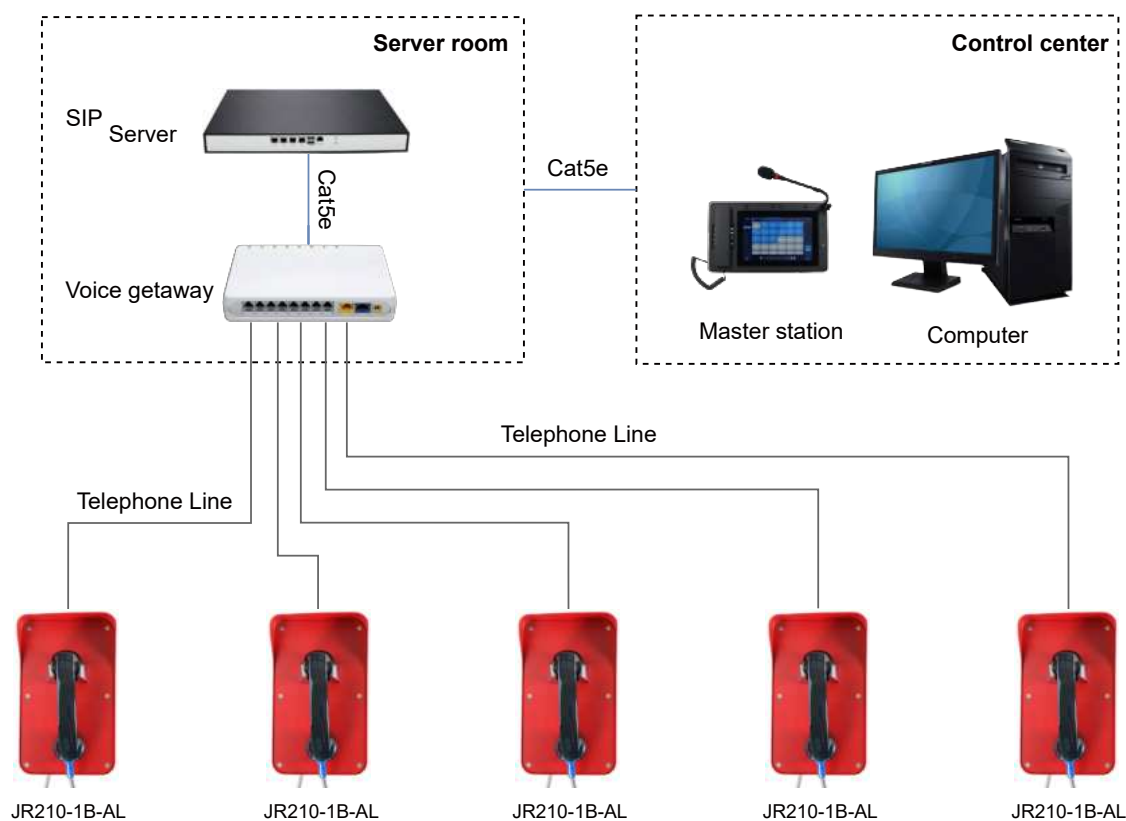 Server room
Control center
SIP Server
Cat5e
Cat5e
Voice getaway
Master station
Computer
Telephone Line
Telephone Line
JR210-1B-AL
JR210-1B-AL
JR210-1B-AL
JR210-1B-AL
JR210-1B-AL